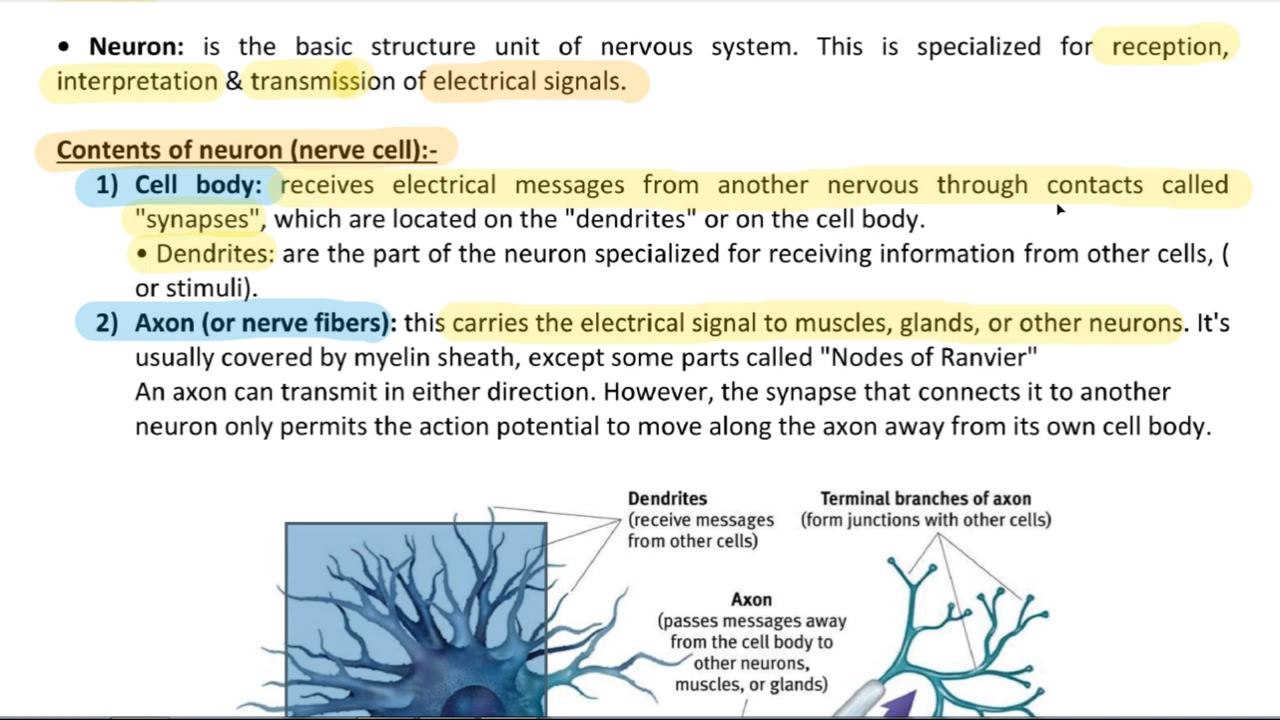 • Neuron: is the basic structure unit of nervous system. This is specialized for reception,
interpretation & transmission of electrical signals.
Contents of neuron (nerve cell):-
1) Cell body: receives electrical messages from another nervous through contacts called
"synapses", which are located on the "dendrites" or on the cell body.
• Dendrites: are the part of the neuron specialized for receiving information from other cells, (
or stimuli).
2) Axon (or nerve fibers): this carries the electrical signal to muscles, glands, or other neurons. It's
usually covered by myelin sheath, except some parts called "Nodes of Ranvier"
An axon can transmit in either direction. However, the synapse that connects it to another
neuron only permits the action potential to move along the axon away from its own cell body.
Dendrites
(receive messages
from other cells)
Terminal branches of axon
(form junctions with other cells)
Axon
(passes messages away
from the cell body to
other neurons,
muscles, or glands)